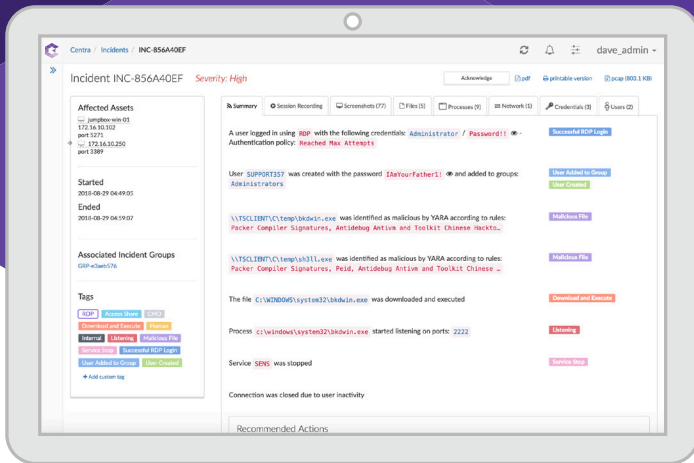 Centra / Incidents / INC-856A40EF
dave_admin
Incident INC-856A40EF Severity: High
Acknowledge
pdf
printable version
pcap (803.1 KB)
Affected Assets
jumpbox-win-01
172.16.10.102
port 5271
172.16.10.250
port 3389
Started
2018-08-29 04:49:05
Ended
2018-08-29 04:59:07
Associated Incident Groups
GRP-e3aeb576
Tags
RDP Access Share CMD
Download and Execute Human
Internal Listening Malicious File
Service Stop Successful RDP Login
User Added to Group User Created
+ Add custom tag
Summary Session Recording Screenshots (77) Files (5) Processes (9) Network (1) Credentials (3) Users (2)
A user logged in using RDP with the following credentials: Administrator / Password!! -
Authentication policy: Reached Max Attempts
Successful RDP Login
User SUPPORT357 was created with the password IAmYourFather1! and added to groups:
Administrators
User Added to Group
User Created
\\TSCLIENT\C\temp\bkdwin.exe was identified as malicious by YARA according to rules:
Packer Compiler Signatures, Antidebug Antivm and Toolkit Chinese Hackto…
Malicious File
\\TSCLIENT\C\temp\sh3ll.exe was identified as malicious by YARA according to rules:
Packer Compiler Signatures, Peid, Antidebug Antivm and Toolkit Chinese …
Malicious File
The file C:\WINDOWS\system32\bkdwin.exe was downloaded and executed
Download and Execute
Process c:\windows\system32\bkdwin.exe started listening on ports: 2222
Listening
Service SENS was stopped
Service Stop
Connection was closed due to user inactivity
Recommended Actions